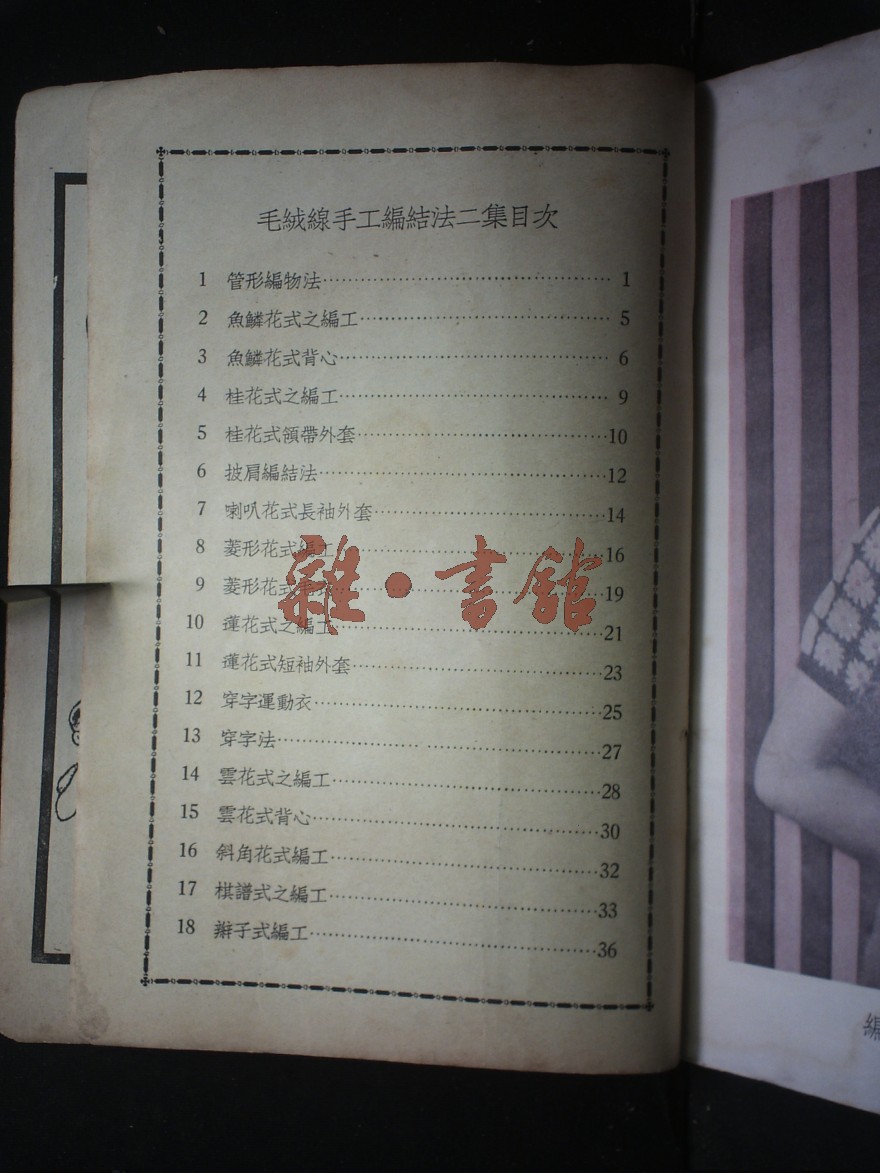 毛絨線手工編結法二集目次
1 管形編物法……1
2 魚鱗花式之編工……5
3 魚鱗花式背心……6
4 桂花式之編工……9
5 桂花式領帶外套……10
6 披肩編結法……12
7 喇叭花式長袖外套……14
8 菱形花式編工……16
9 菱形花式毛衣……19
10 蓮花式之編工……21
11 蓮花式短袖外套……23
12 穿字運動衣……25
13 穿字法……27
14 雲花式之編工……28
15 雲花式背心……30
16 斜角花式編工……32
17 棋譜式之編工……33
18 辮子式編工……36
雜・書館
編